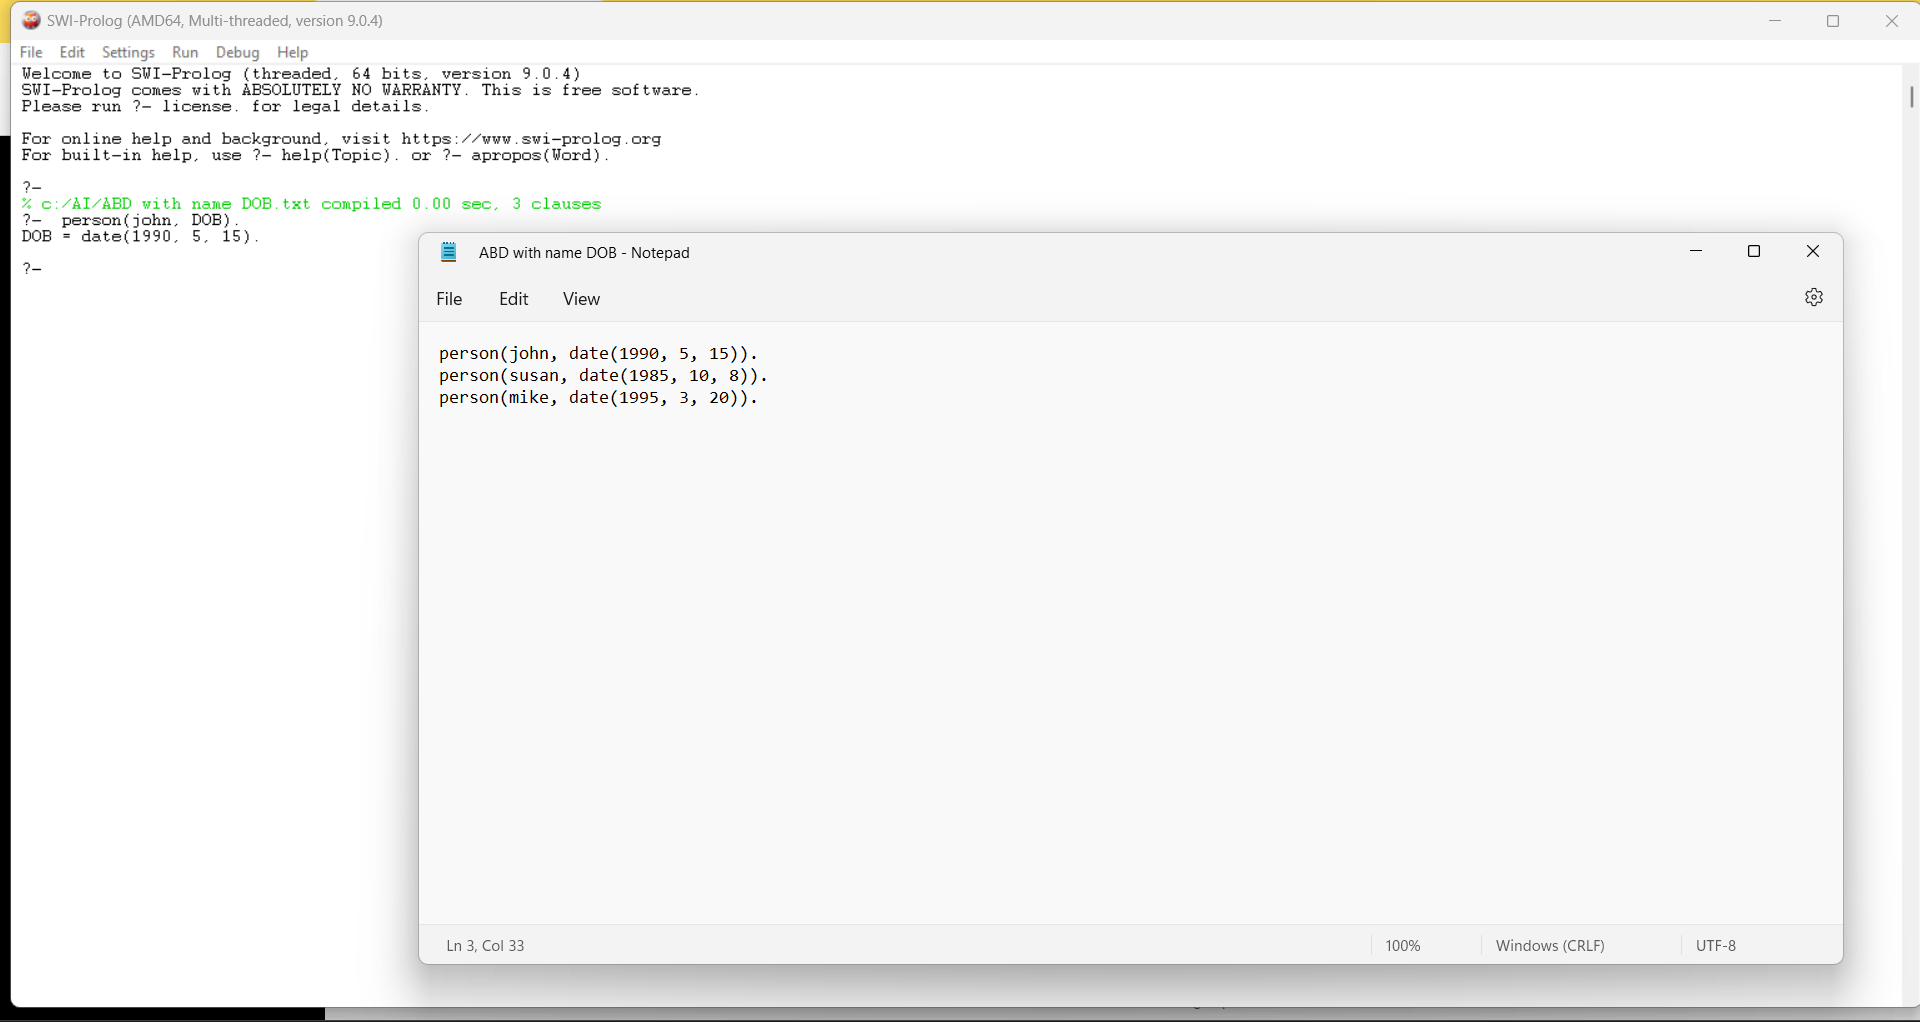 SWI-Prolog (AMD64, Multi-threaded, version 9.0.4)
File Edit Settings Run Debug Help
Welcome to SWI-Prolog (threaded, 64 bits, version 9.0.4)
SWI-Prolog comes with ABSOLUTELY NO WARRANTY. This is free software.
Please run ?- license. for legal details.
For online help and background, visit https://www.swi-prolog.org
For built-in help, use ?- help(Topic). or ?- apropos(Word).
?-
% c:/AI/ABD with name DOB.txt compiled 0.00 sec, 3 clauses
?-  person(john, DOB).
DOB = date(1990, 5, 15).
?-
ABD with name DOB - Notepad
File Edit View
person(john, date(1990, 5, 15)).
person(susan, date(1985, 10, 8)).
person(mike, date(1995, 3, 20)).
Ln 3, Col 33 100% Windows (CRLF) UTF-8